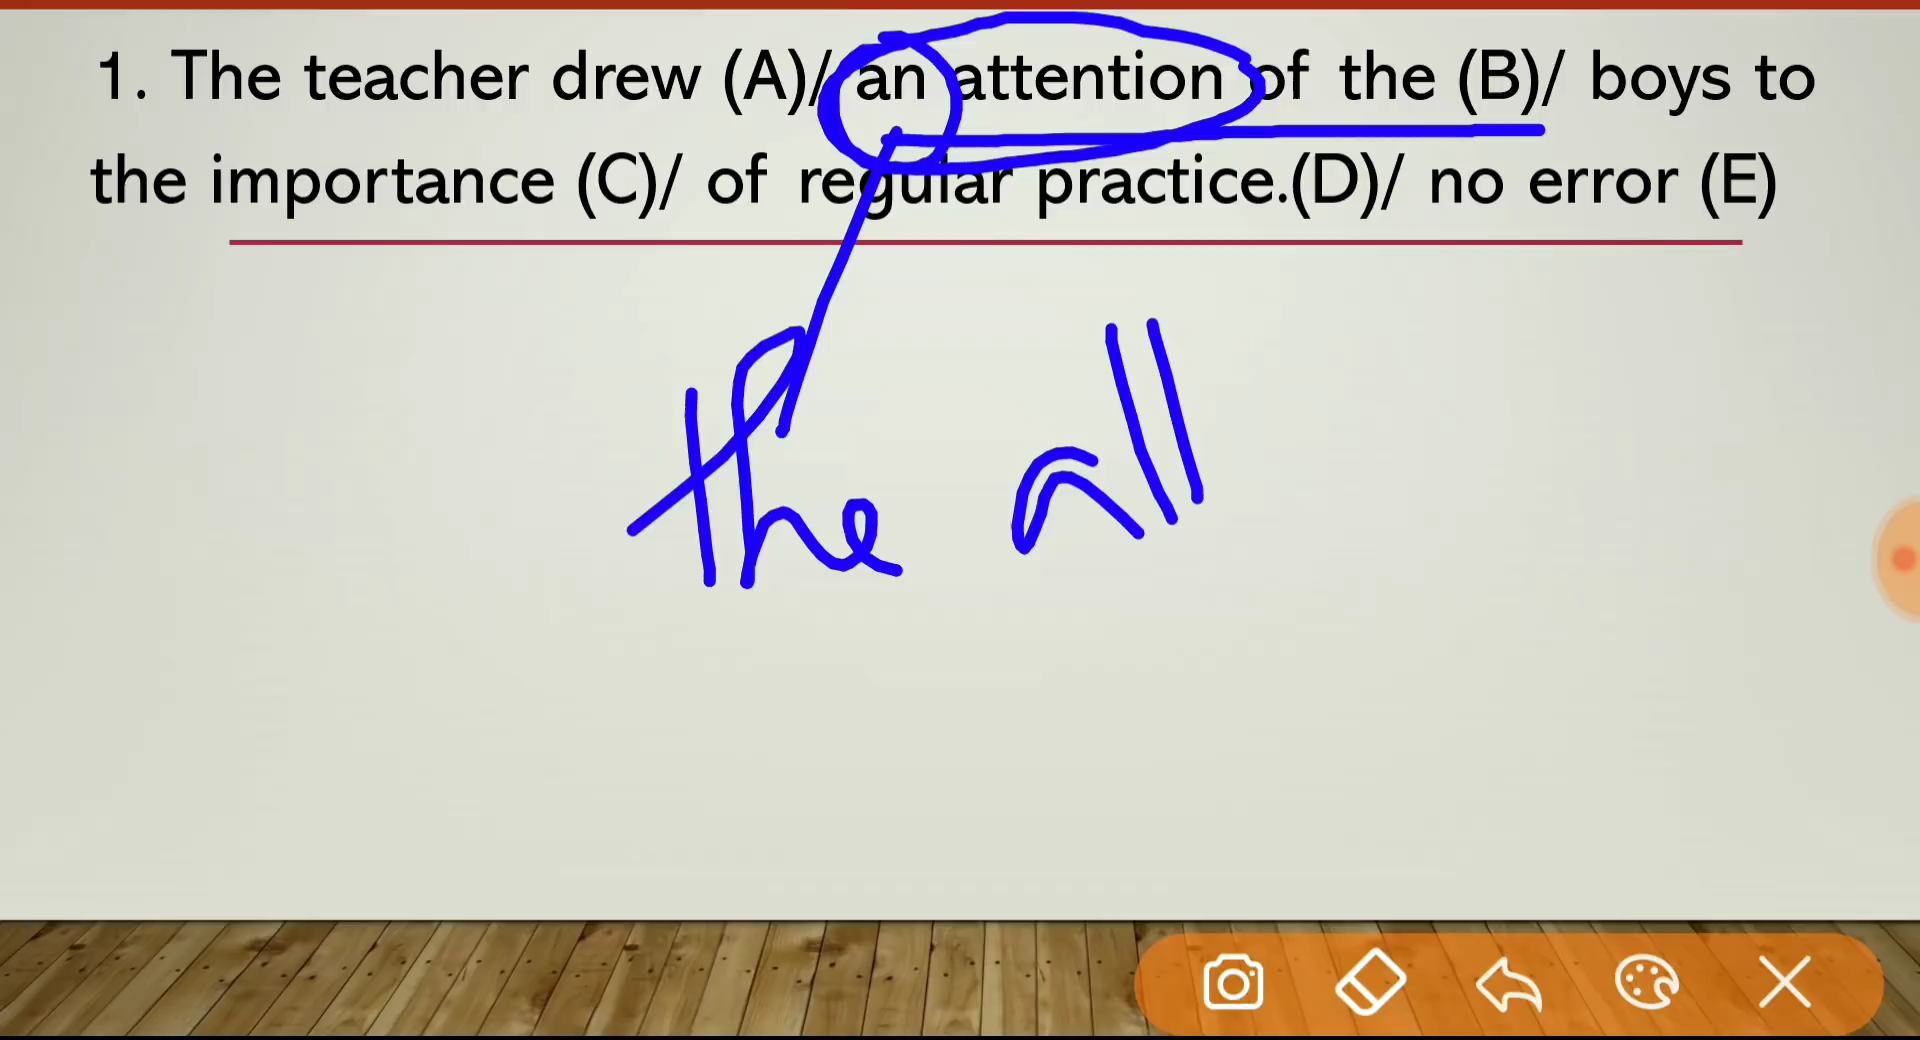 1. The teacher drew (A)/ an attention of the (B)/ boys to
the importance (C)/ of regular practice.(D)/ no error (E)
the all